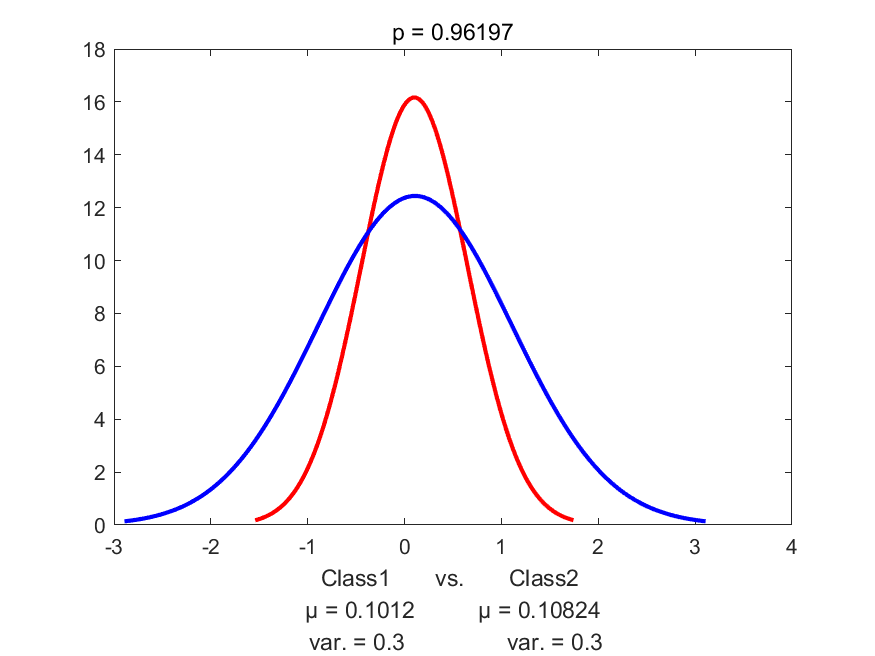 p = 0.96197
18
16
14
12
10
8
6
4
2
0
-3 -2 -1 0 1 2 3 4
Class1 vs. Class2
μ = 0.1012 μ = 0.10824
var. = 0.3 var. = 0.3